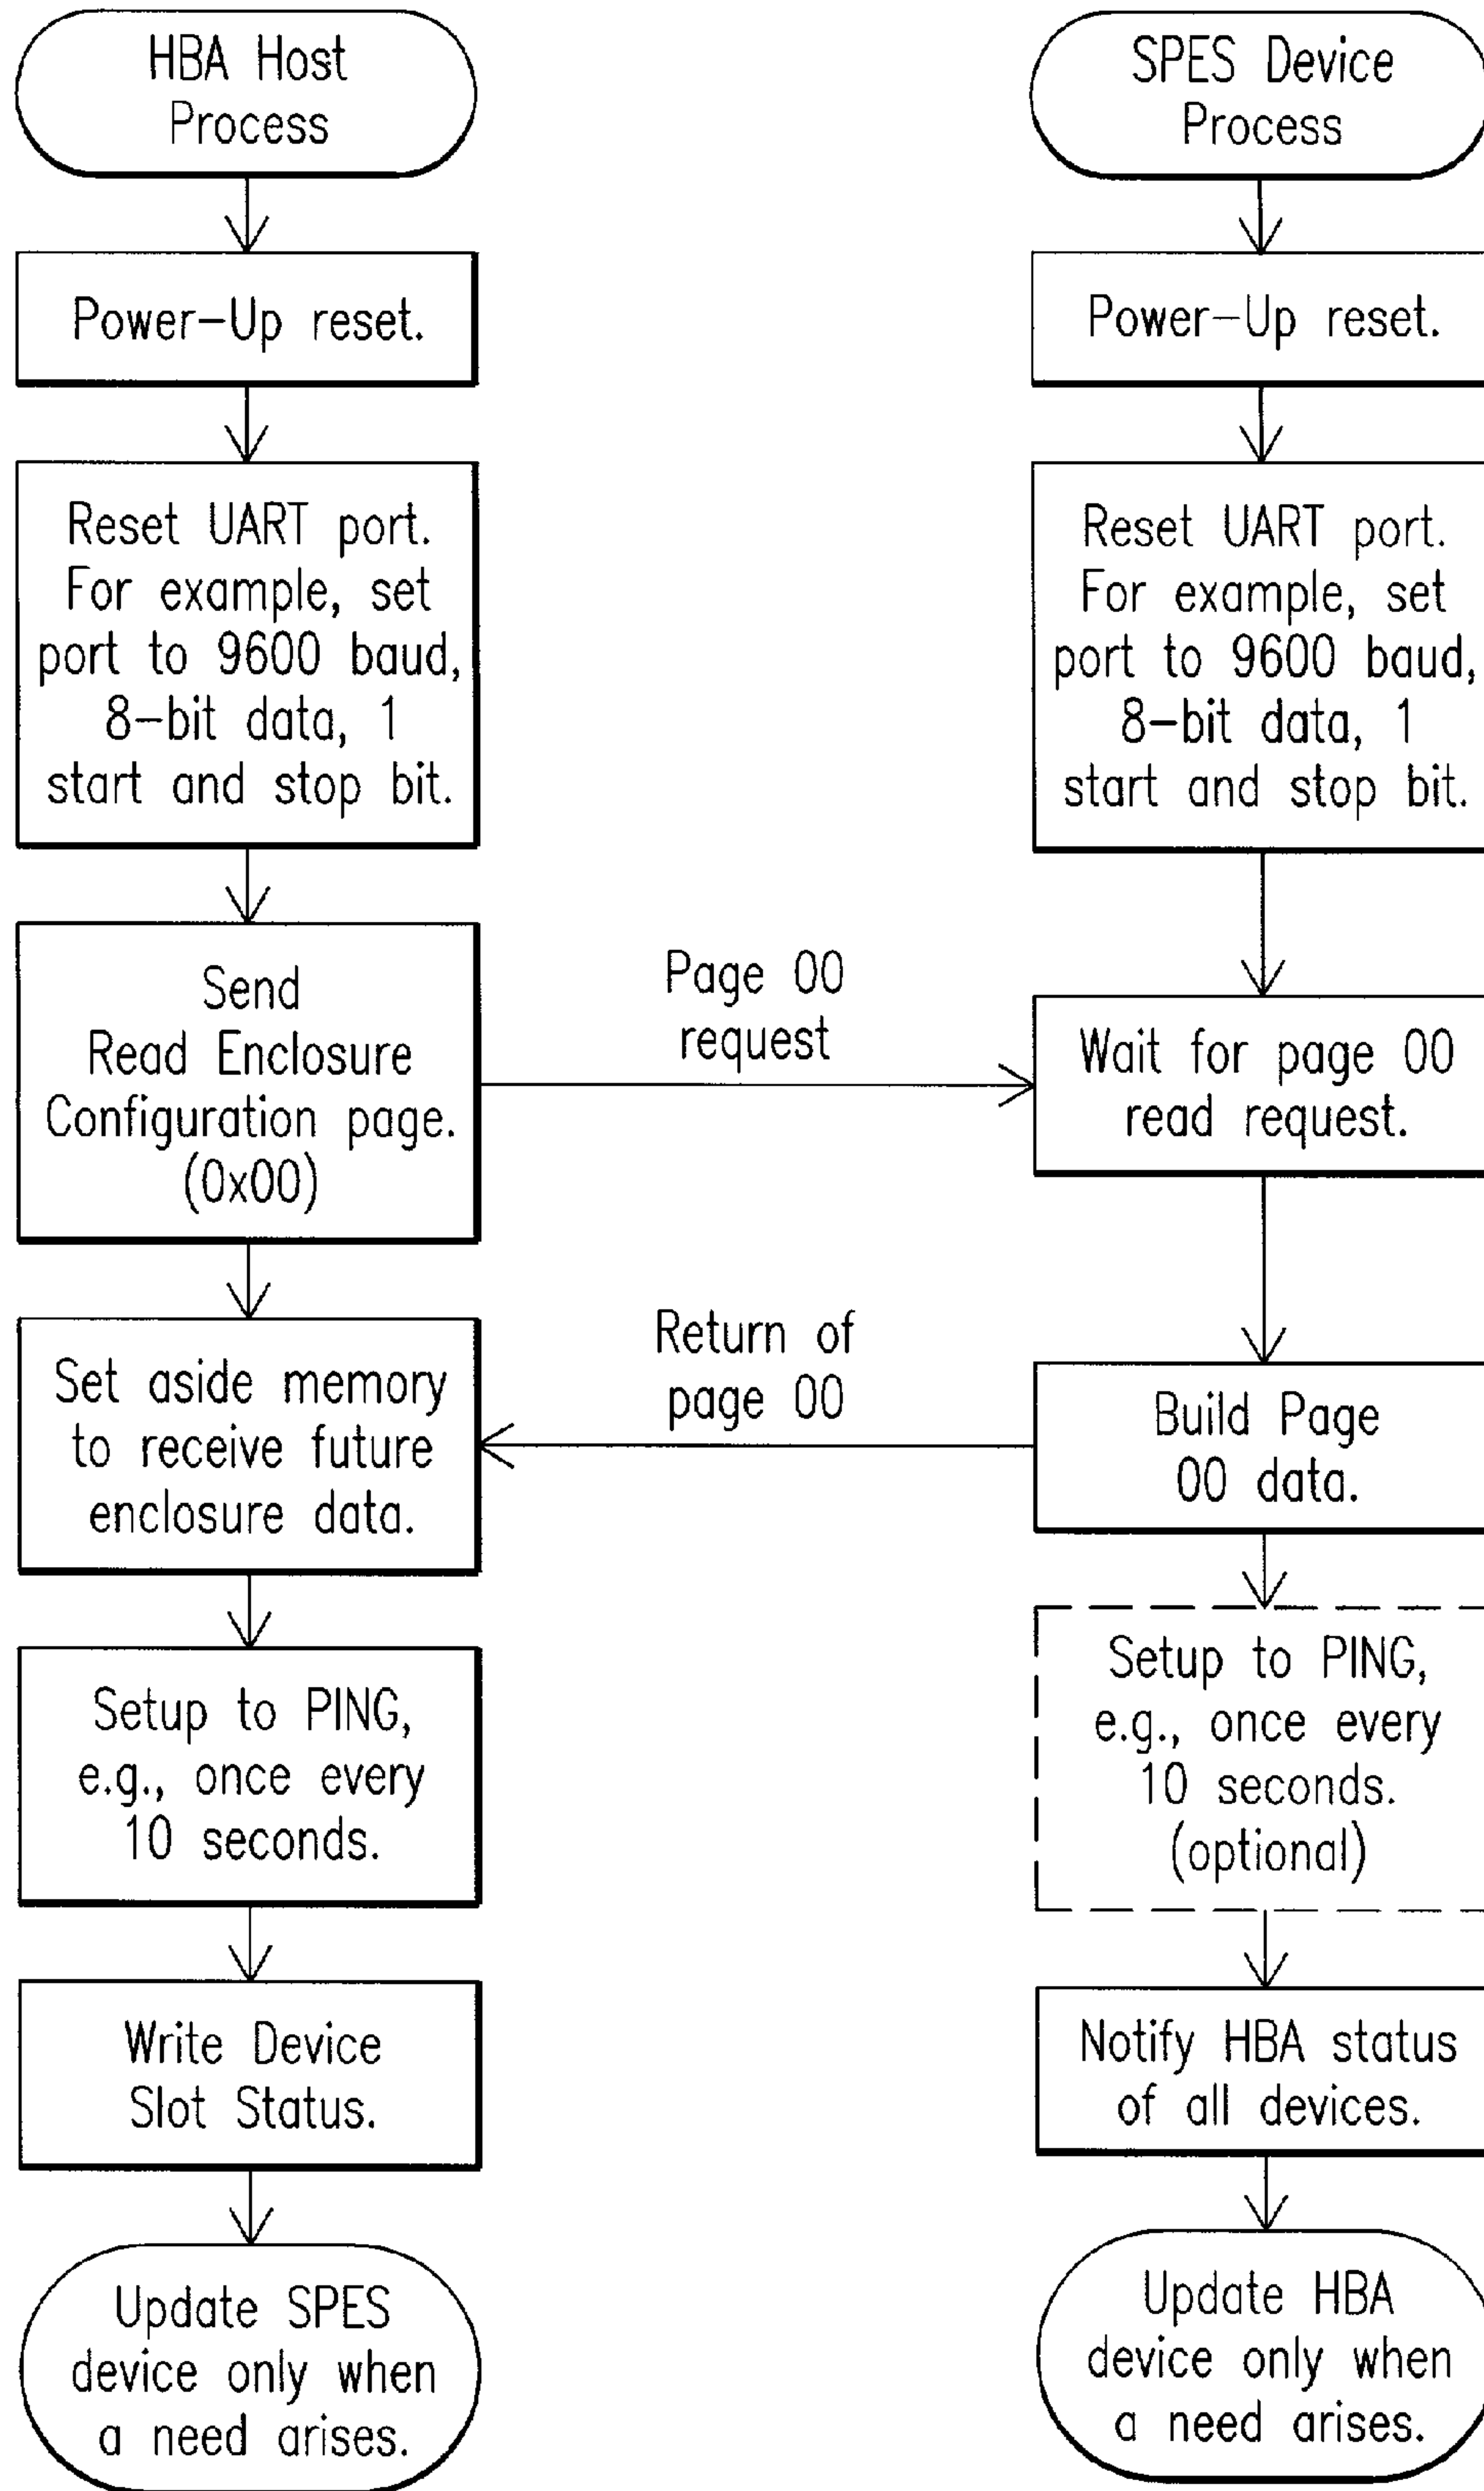 HBA Host
Process
Power-Up reset.
Reset UART port.
For example, set
port to 9600 baud,
8-bit data, 1
start and stop bit.
Send
Read Enclosure
Configuration page.
(0x00)
Page 00
request
Set aside memory
to receive future
enclosure data.
Return of
page 00
Setup to PING,
e.g., once every
10 seconds.
Write Device
Slot Status.
Update SPES
device only when
a need arises.
SPES Device
Process
Power-Up reset.
Reset UART port.
For example, set
port to 9600 baud,
8-bit data, 1
start and stop bit.
Wait for page 00
read request.
Build Page
00 data.
Setup to PING,
e.g., once every
10 seconds.
(optional)
Notify HBA status
of all devices.
Update HBA
device only when
a need arises.